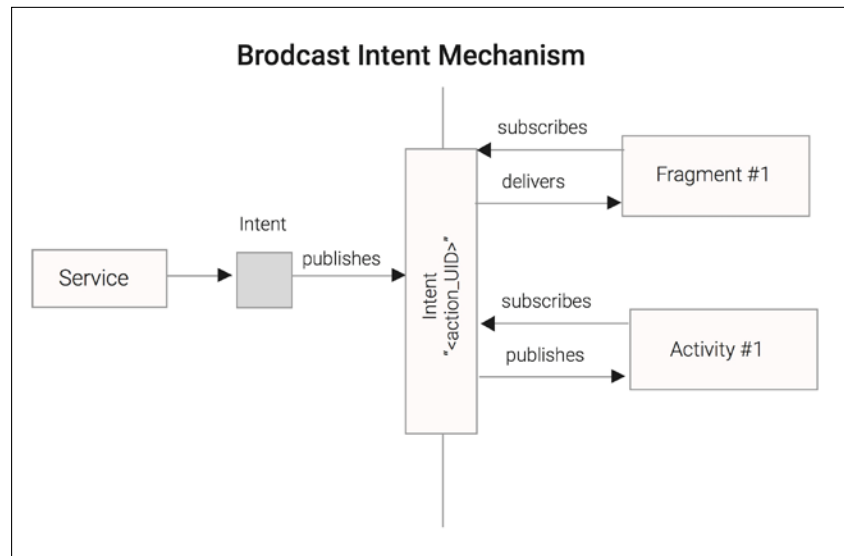 Brodcast Intent Mechanism
subscribes
Fragment #1
delivers
Intent
publishes
Service
Intent
"<action_UID>"
subscribes
Activity #1
publishes